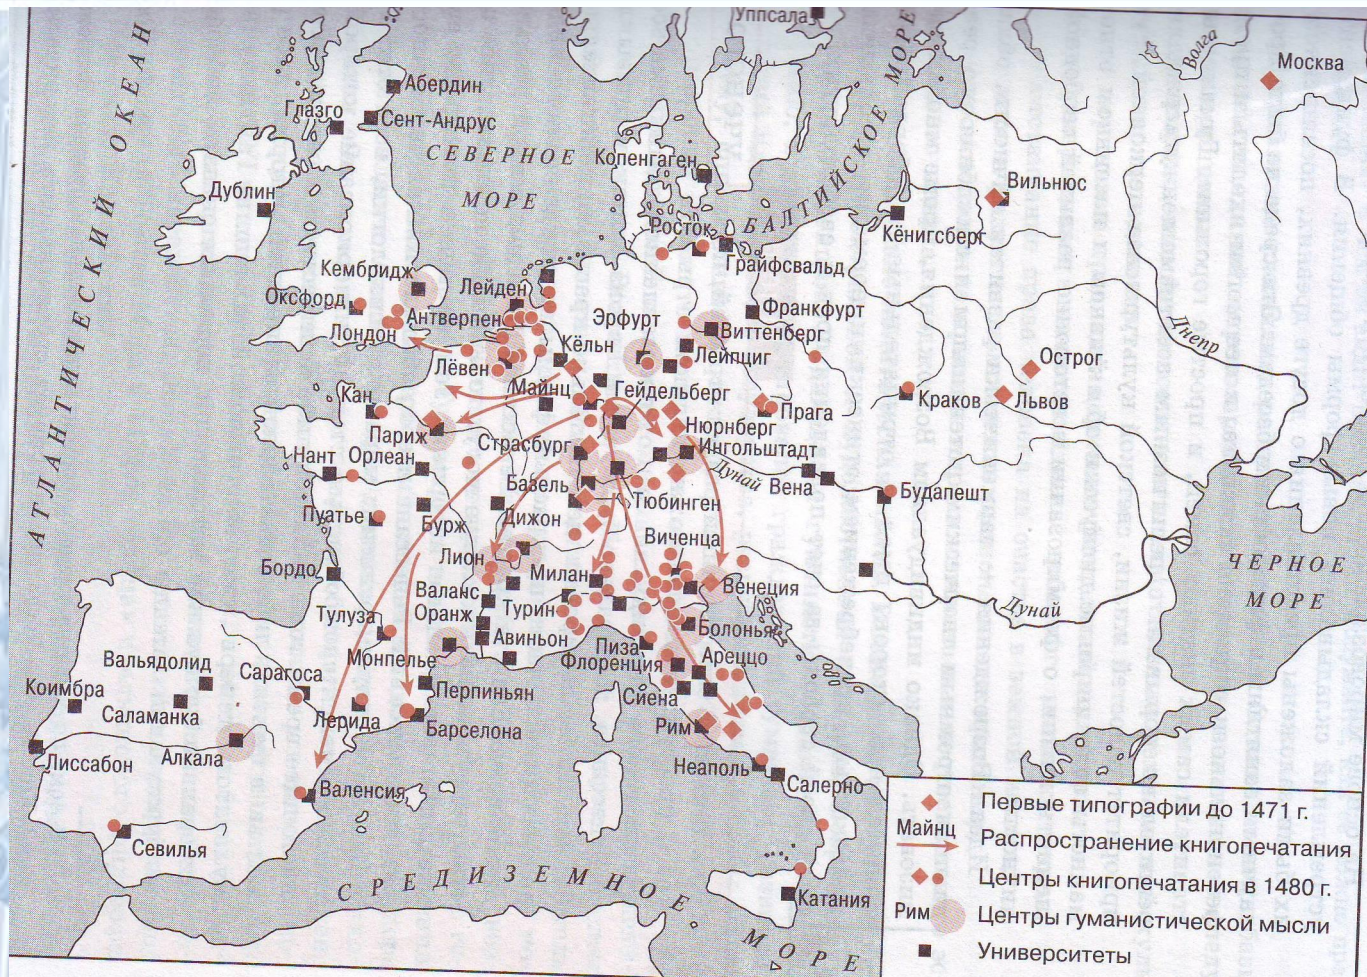 Уппсала
Волга
Москва
Абердин
Глазго
Сент-Андрус
АТЛАНТИЧЕСКИЙ ОКЕАН
СЕВЕРНОЕ
МОРЕ
Копенгаген
БАЛТИЙСКОЕ МОРЕ
Вильнюс
Дублин
Росток
Кёнигсберг
Грайфсвальд
Кембридж
Лейден
Оксфорд
Антверпен
Эрфурт
Франкфурт
Виттенберг
Днепр
Лондон
Кёльн
Лейпциг
Острог
Лёвен
Майнц
Гейдельберг
Кан
Прага
Краков
Львов
Париж
Нюрнберг
Страсбург
Ингольштадт
Нант
Орлеан
Дунай
Вена
Базель
Тюбинген
Будапешт
Пуатье
Бурж
Дижон
Виченца
Лион
Бордо
Милан
Венеция
ЧЕРНОЕ
МОРЕ
Валанс
Оранж
Турин
Дунай
Тулуза
Авиньон
Болонья
Пиза
Флоренция
Ареццо
Монпелье
Вальядолид
Сарагоса
Коимбра
Перпиньян
Сиена
Саламанка
Лерида
Барселона
Рим
Алкала
Лиссабон
Неаполь
Салерно
Валенсия
Севилья
СРЕДИЗЕМНОЕ МОРЕ
Катания
Первые типографии до 1471 г.
Майнц
Распространение книгопечатания
Центры книгопечатания в 1480 г.
Рим
Центры гуманистической мысли
Университеты